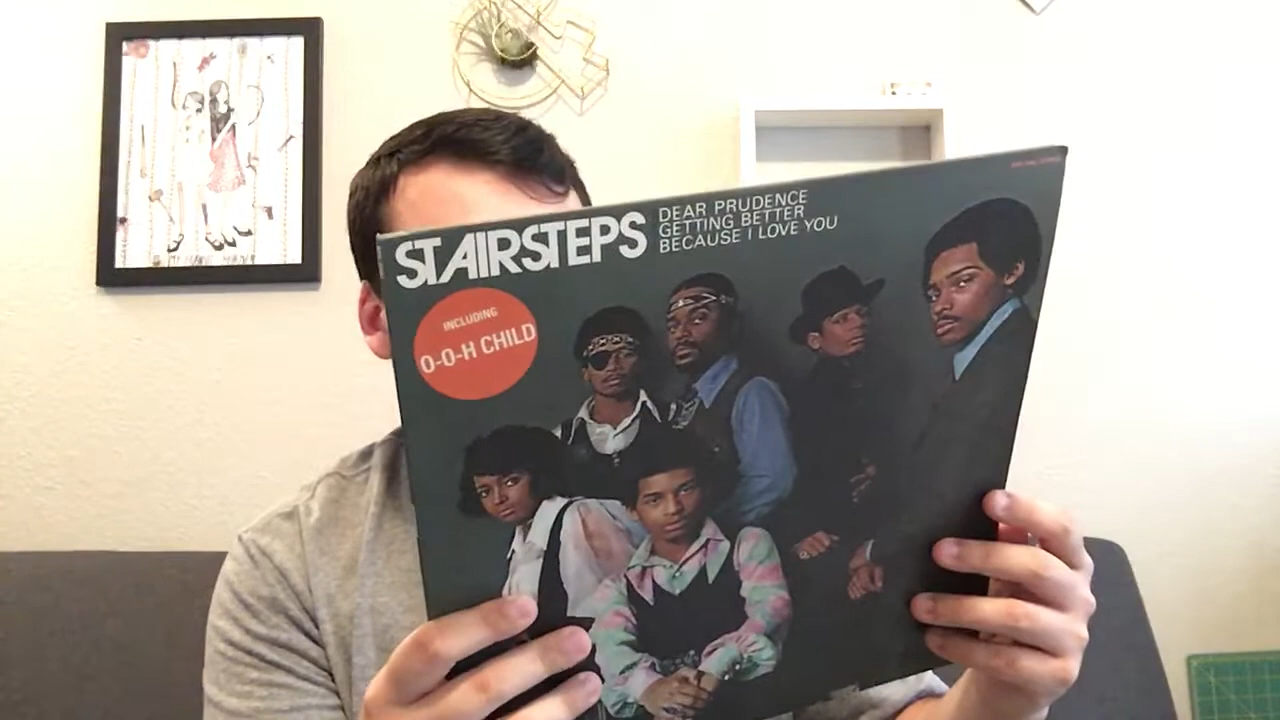 STAIRSTEPS
DEAR PRUDENCE
GETTING BETTER
BECAUSE I LOVE YOU
INCLUDING
O-O-H CHILD